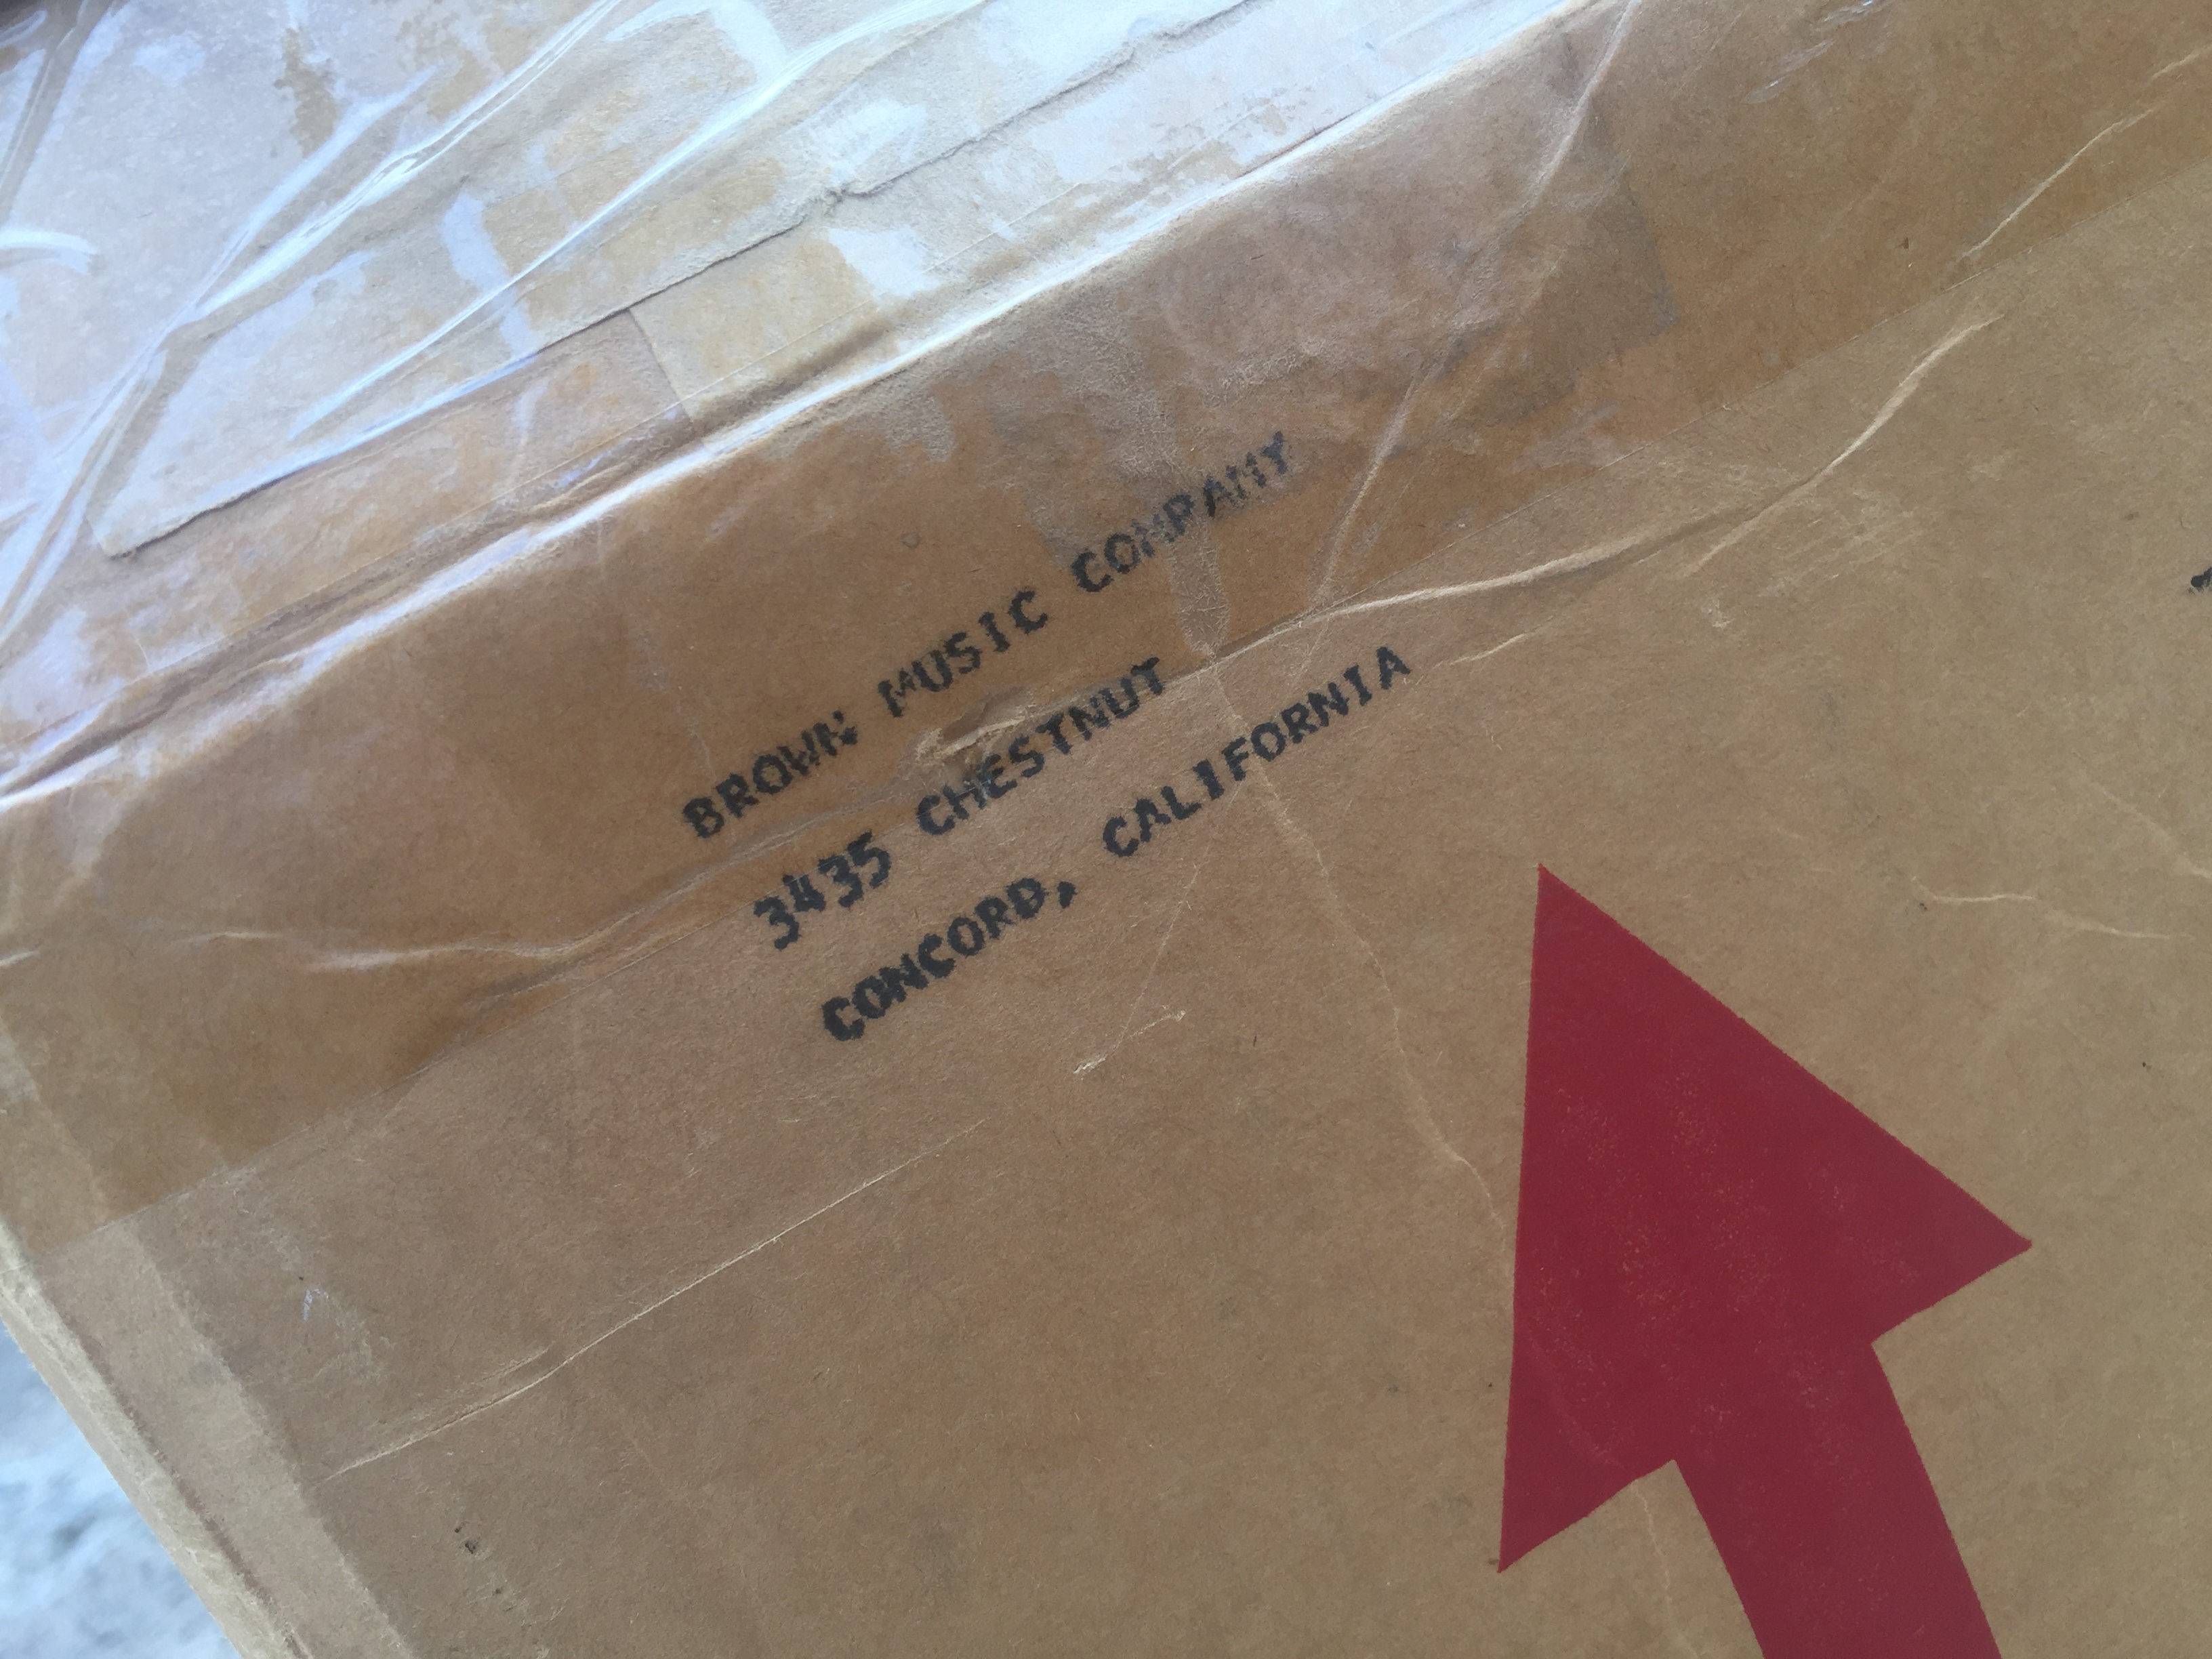 BROWN MUSIC COMPANY
3435 CHESTNUT
CONCORD, CALIFORNIA